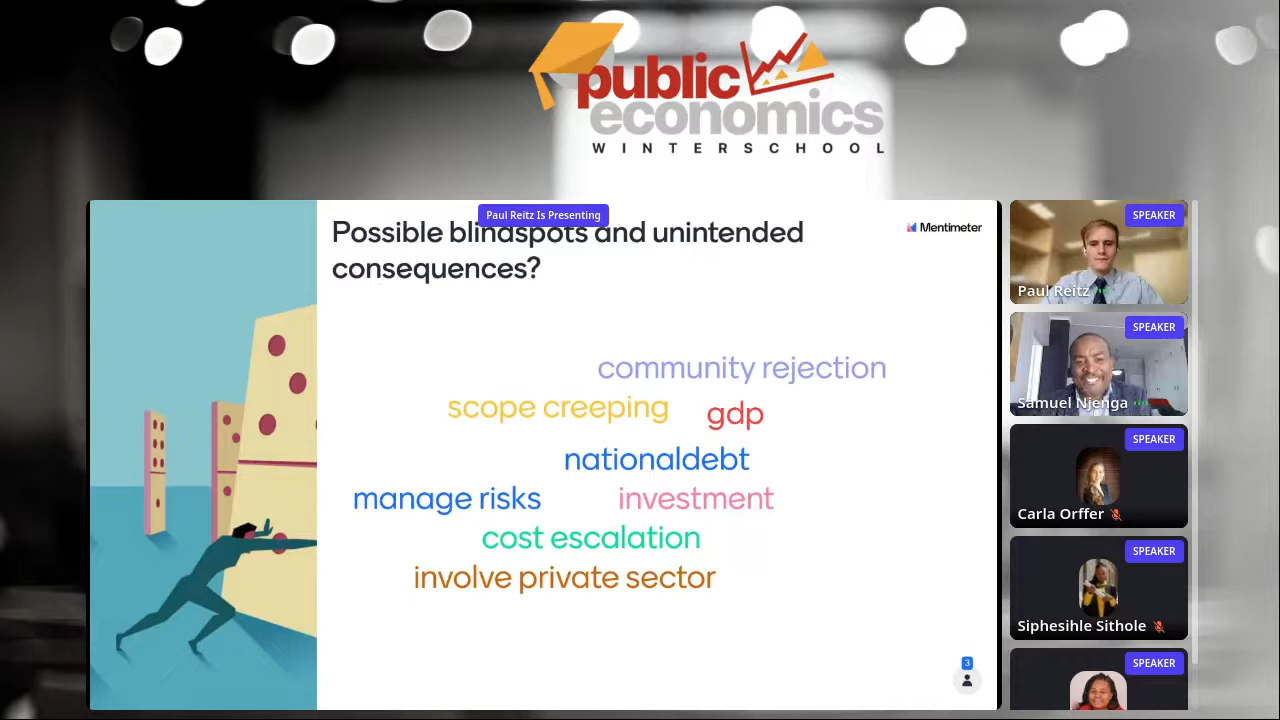 public
economics
WINTERSCHOOL
Paul Reitz Is Presenting
Possible blindspots and unintended
consequences?
Mentimeter
community rejection
scope creeping
gdp
nationaldebt
manage risks
investment
cost escalation
involve private sector
3
SPEAKER
Paul Reitz
SPEAKER
Samuel Njenga
SPEAKER
Carla Orffer
SPEAKER
Siphesihle Sithole
SPEAKER